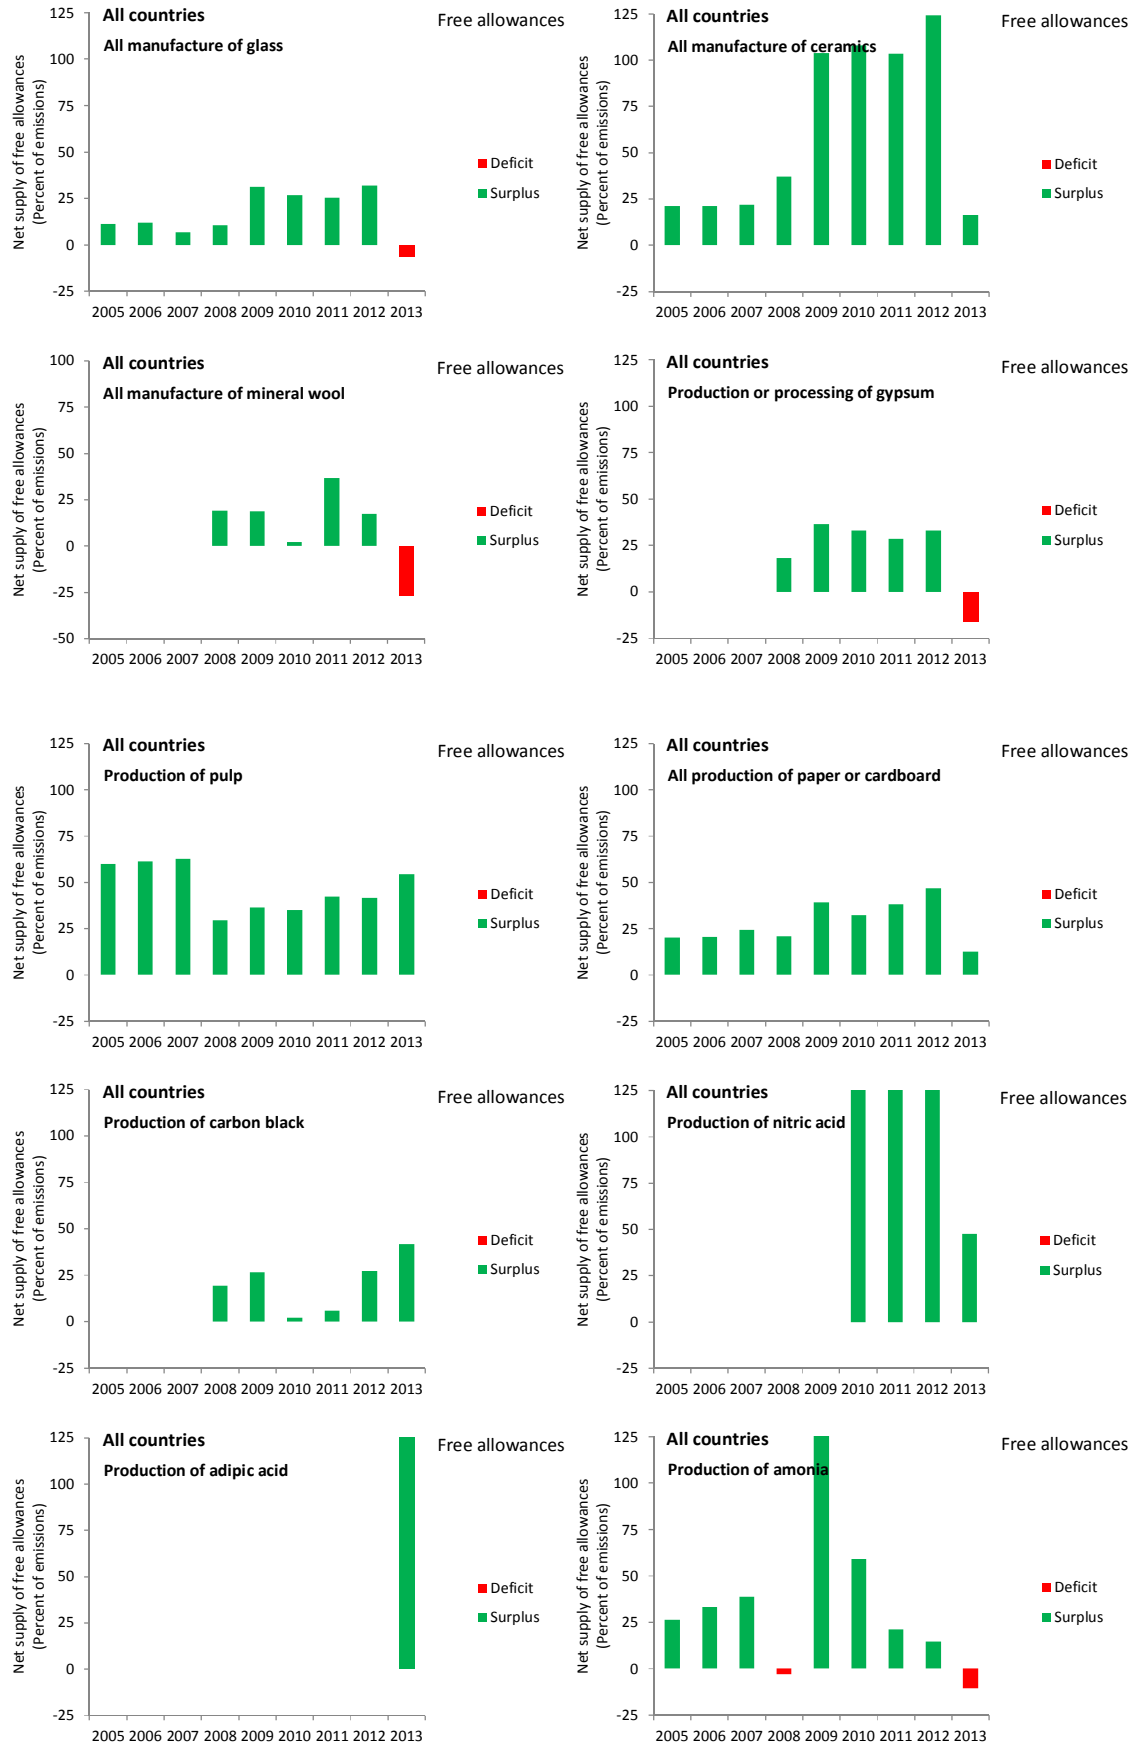 All countries
Free allowances
All manufacture of glass
Net supply of free allowances
(Percent of emissions)
125
100
75
50
25
0
-25
Deficit
Surplus
2005 2006 2007 2008 2009 2010 2011 2012 2013
All countries
Free allowances
All manufacture of ceramics
Net supply of free allowances
(Percent of emissions)
125
100
75
50
25
0
-25
Deficit
Surplus
2005 2006 2007 2008 2009 2010 2011 2012 2013
All countries
Free allowances
All manufacture of mineral wool
Net supply of free allowances
(Percent of emissions)
100
75
50
25
0
-25
-50
Deficit
Surplus
2005 2006 2007 2008 2009 2010 2011 2012 2013
All countries
Free allowances
Production or processing of gypsum
Net supply of free allowances
(Percent of emissions)
125
100
75
50
25
0
-25
Deficit
Surplus
2005 2006 2007 2008 2009 2010 2011 2012 2013
All countries
Free allowances
Production of pulp
Net supply of free allowances
(Percent of emissions)
125
100
75
50
25
0
-25
Deficit
Surplus
2005 2006 2007 2008 2009 2010 2011 2012 2013
All countries
Free allowances
All production of paper or cardboard
Net supply of free allowances
(Percent of emissions)
125
100
75
50
25
0
-25
Deficit
Surplus
2005 2006 2007 2008 2009 2010 2011 2012 2013
All countries
Free allowances
Production of carbon black
Net supply of free allowances
(Percent of emissions)
125
100
75
50
25
0
-25
Deficit
Surplus
2005 2006 2007 2008 2009 2010 2011 2012 2013
All countries
Free allowances
Production of nitric acid
Net supply of free allowances
(Percent of emissions)
125
100
75
50
25
0
-25
Deficit
Surplus
2005 2006 2007 2008 2009 2010 2011 2012 2013
All countries
Free allowances
Production of adipic acid
Net supply of free allowances
(Percent of emissions)
125
100
75
50
25
0
-25
Deficit
Surplus
2005 2006 2007 2008 2009 2010 2011 2012 2013
All countries
Free allowances
Production of amonia
Net supply of free allowances
(Percent of emissions)
125
100
75
50
25
0
-25
Deficit
Surplus
2005 2006 2007 2008 2009 2010 2011 2012 2013